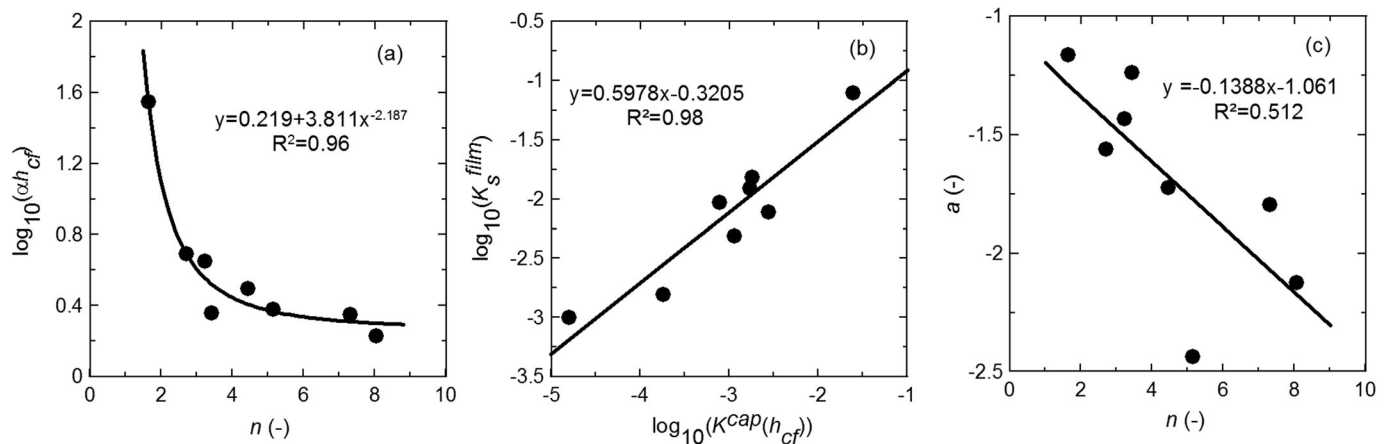 2
1.6
1.2
0.8
0.4
0
0
2
4
6
8
10
(a)
y=0.219+3.811x^-2.187
R²=0.96
log10(αhcf)
n (-)
-0.5
-1
-1.5
-2
-2.5
-3
-3.5
-5
-4
-3
-2
-1
(b)
y=0.5978x-0.3205
R²=0.98
log10(Ks^film)
log10(K^cap(hcf))
-1
-1.5
-2
-2.5
0
2
4
6
8
10
(c)
y=-0.1388x-1.061
R²=0.512
a (-)
n (-)